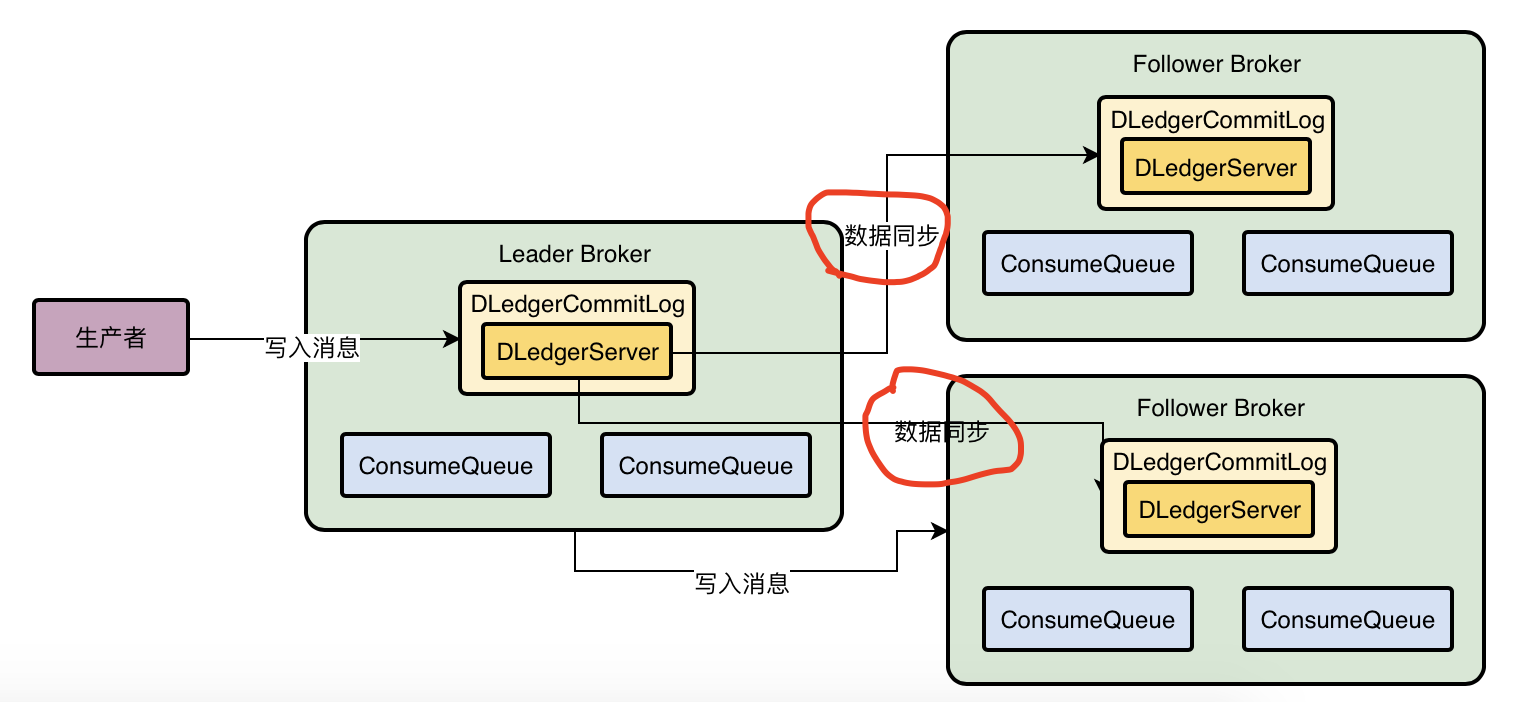 生产者
写入消息
Leader Broker
DLedgerCommitLog
DLedgerServer
ConsumeQueue
ConsumeQueue
数据同步
数据同步
写入消息
Follower Broker
DLedgerCommitLog
DLedgerServer
ConsumeQueue
ConsumeQueue
Follower Broker
DLedgerCommitLog
DLedgerServer
ConsumeQueue
ConsumeQueue